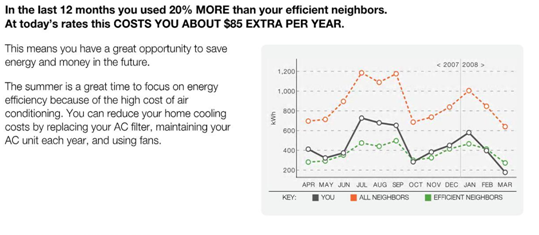 In the last 12 months you used 20% MORE than your efficient neighbors.
At today's rates this COSTS YOU ABOUT $85 EXTRA PER YEAR.
This means you have a great opportunity to save
energy and money in the future.
The summer is a great time to focus on energy
efficiency because of the high cost of air
conditioning. You can reduce your home cooling
costs by replacing your AC filter, maintaining your
AC unit each year, and using fans.
< 2007 2008 >
1,200
1,000
800
600
400
200
kWh
APR MAY JUN JUL AUG SEP OCT NOV DEC JAN FEB MAR
KEY: YOU ALL NEIGHBORS EFFICIENT NEIGHBORS